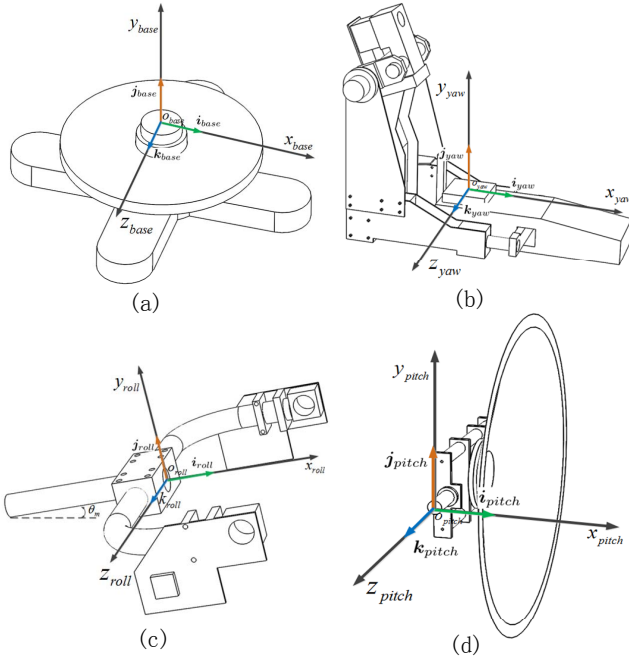 y_base
j_base
o_base
i_base
x_base
k_base
z_base
(a)
y_yaw
j_yaw
o_yaw
i_yaw
x_yaw
k_yaw
z_yaw
(b)
y_roll
j_roll
o_roll
i_roll
x_roll
k_roll
θ_m
z_roll
(c)
y_pitch
j_pitch
o_pitch
i_pitch
x_pitch
k_pitch
z_pitch
(d)